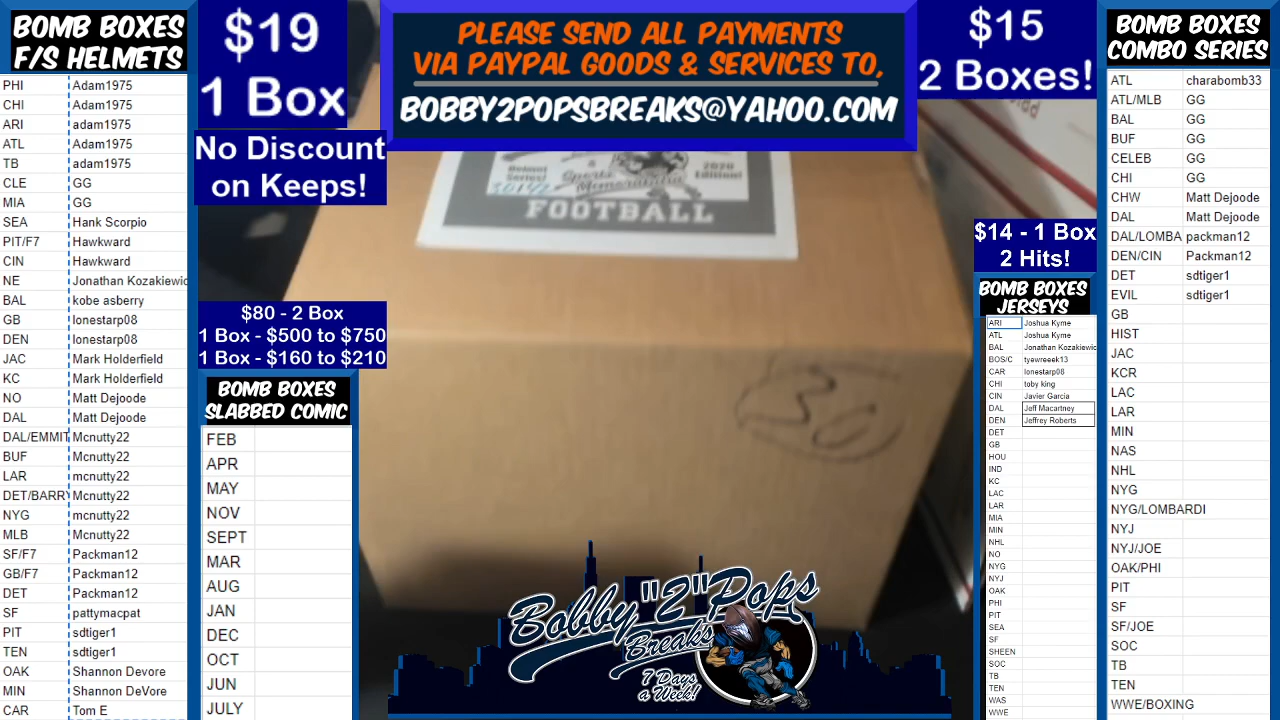 BOMB BOXES
F/S HELMETS
PHI Adam1975
CHI Adam1975
ARI adam1975
ATL Adam1975
TB adam1975
CLE GG
MIA GG
SEA Hank Scorpio
PIT/F7 Hawkward
CIN Hawkward
NE Jonathan Kozakiewic
BAL kobe asberry
GB lonestarp08
DEN lonestarp08
JAC Mark Holderfield
KC Mark Holderfield
NO Matt Dejoode
DAL Matt Dejoode
DAL/EMMIT Mcnutty22
BUF Mcnutty22
LAR mcnutty22
DET/BARRY Mcnutty22
NYG mcnutty22
MLB Mcnutty22
SF/F7 Packman12
GB/F7 Packman12
DET Packman12
SF pattymacpat
PIT sdtiger1
TEN sdtiger1
OAK Shannon Devore
MIN Shannon DeVore
CAR Tom E
$19
1 Box
No Discount
on Keeps!
$80 - 2 Box
1 Box - $500 to $750
1 Box - $160 to $210
BOMB BOXES
SLABBED COMIC
FEB
APR
MAY
NOV
SEPT
MAR
AUG
JAN
DEC
OCT
JUN
JULY
PLEASE SEND ALL PAYMENTS
VIA PAYPAL GOODS & SERVICES TO,
BOBBY2POPSBREAKS@YAHOO.COM
Series!
&
Sports
Memorabilia
2020
Edition!
FOOTBALL
30
Bobby "2" Pops
Breaks
7 Days
a Week!
$15
2 Boxes!
$14 - 1 Box
2 Hits!
BOMB BOXES
JERSEYS
ARI Joshua Kyme
ATL Joshua Kyme
BAL Jonathan Kozakiewic
BOS/C tyewreeek13
CAR lonestarp08
CHI toby king
CIN Javier Garcia
DAL Jeff Macartney
DEN Jeffrey Roberts
DET
GB
HOU
IND
KC
LAC
LAR
MIA
MIN
NHL
NO
NYG
NYJ
OAK
PHI
PIT
SEA
SF
SHEEN
SOC
TB
TEN
WAS
WWE
BOMB BOXES
COMBO SERIES
ATL charabomb33
ATL/MLB GG
BAL GG
BUF GG
CELEB GG
CHI GG
CHW Matt Dejoode
DAL Matt Dejoode
DAL/LOMBA packman12
DEN/CIN Packman12
DET sdtiger1
EVIL sdtiger1
GB
HIST
JAC
KCR
LAC
LAR
MIN
NAS
NHL
NYG
NYG/LOMBARDI
NYJ
NYJ/JOE
OAK/PHI
PIT
SF
SF/JOE
SOC
TB
TEN
WWE/BOXING